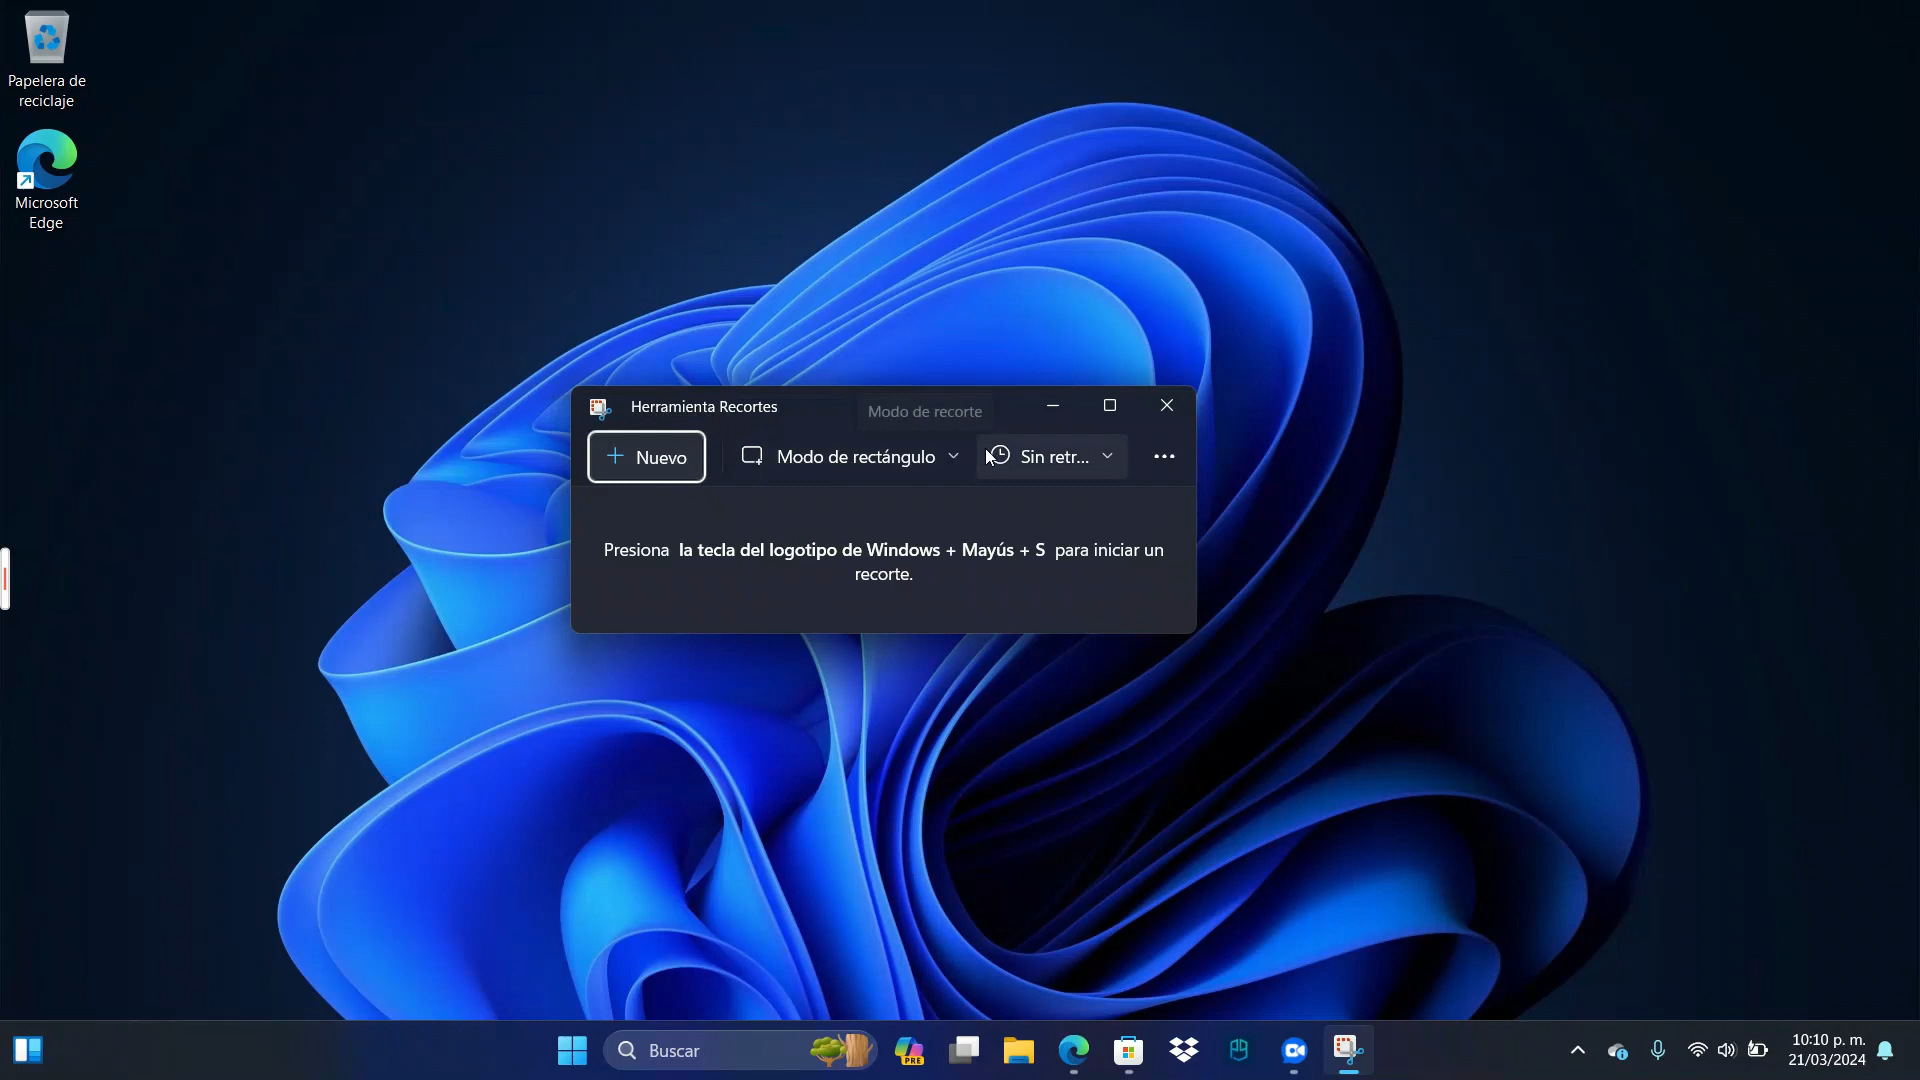 Papelera de
reciclaje
Microsoft
Edge
Herramienta Recortes
Modo de recorte
Nuevo
Modo de rectángulo
Sin retr...
Presiona la tecla del logotipo de Windows + Mayús + S para iniciar un
recorte.
Buscar
PRE
10:10 p. m.
21/03/2024